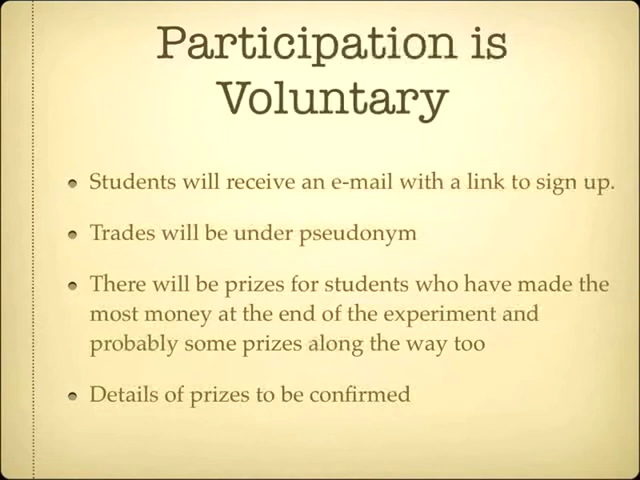 Participation is
Voluntary
Students will receive an e-mail with a link to sign up.
Trades will be under pseudonym
There will be prizes for students who have made the
most money at the end of the experiment and
probably some prizes along the way too
Details of prizes to be confirmed